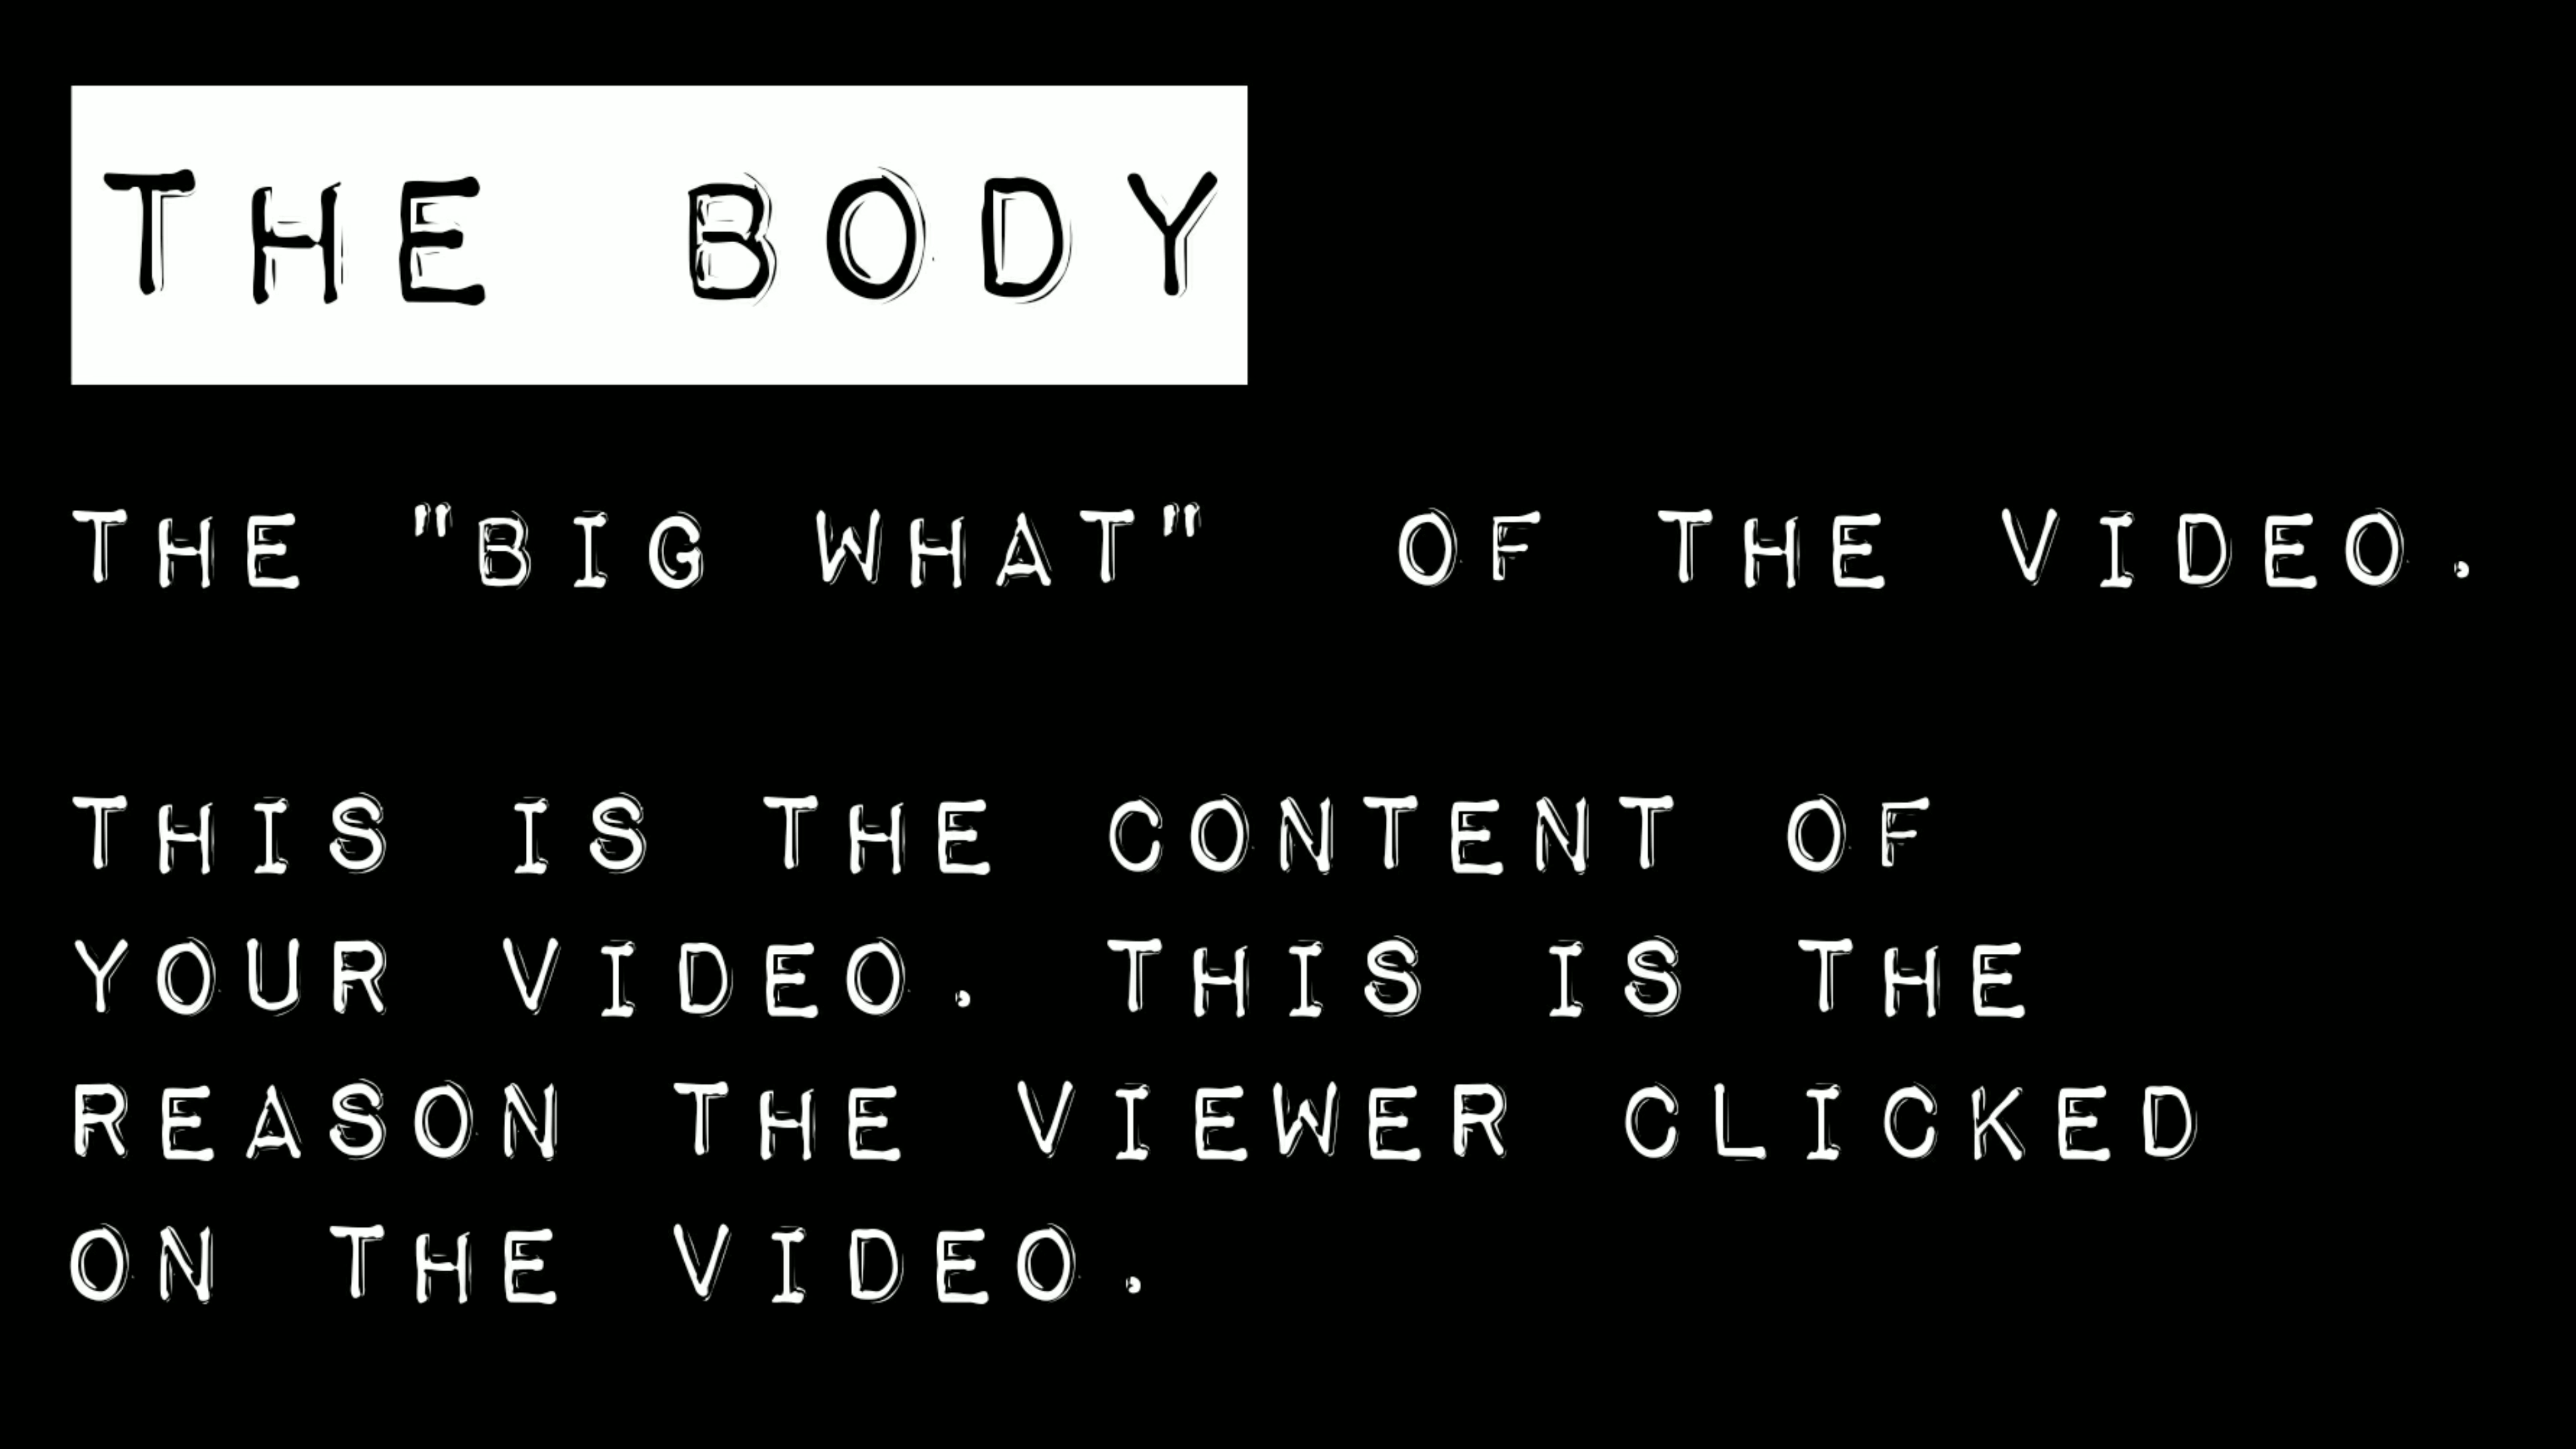 THE BODY
THE "BIG WHAT" OF THE VIDEO.
THIS IS THE CONTENT OF
YOUR VIDEO. THIS IS THE
REASON THE VIEWER CLICKED
ON THE VIDEO.